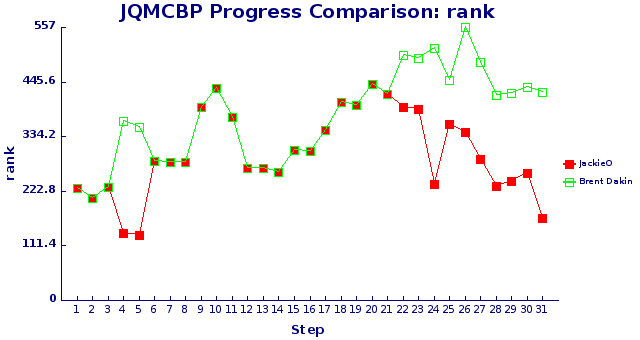 JQMCBP Progress Comparison: rank
557
445.6
334.2
222.8
111.4
0
rank
1 2 3 4 5 6 7 8 9 10 11 12 13 14 15 16 17 18 19 20 21 22 23 24 25 26 27 28 29 30 31
Step
JackieO
Brent Dakin